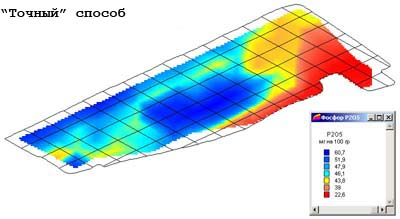 “Точный” способ
Фосфор P2O5
P2O5
мг на 100 гр
60,7
51,9
47,9
46,1
43,8
39
22,6